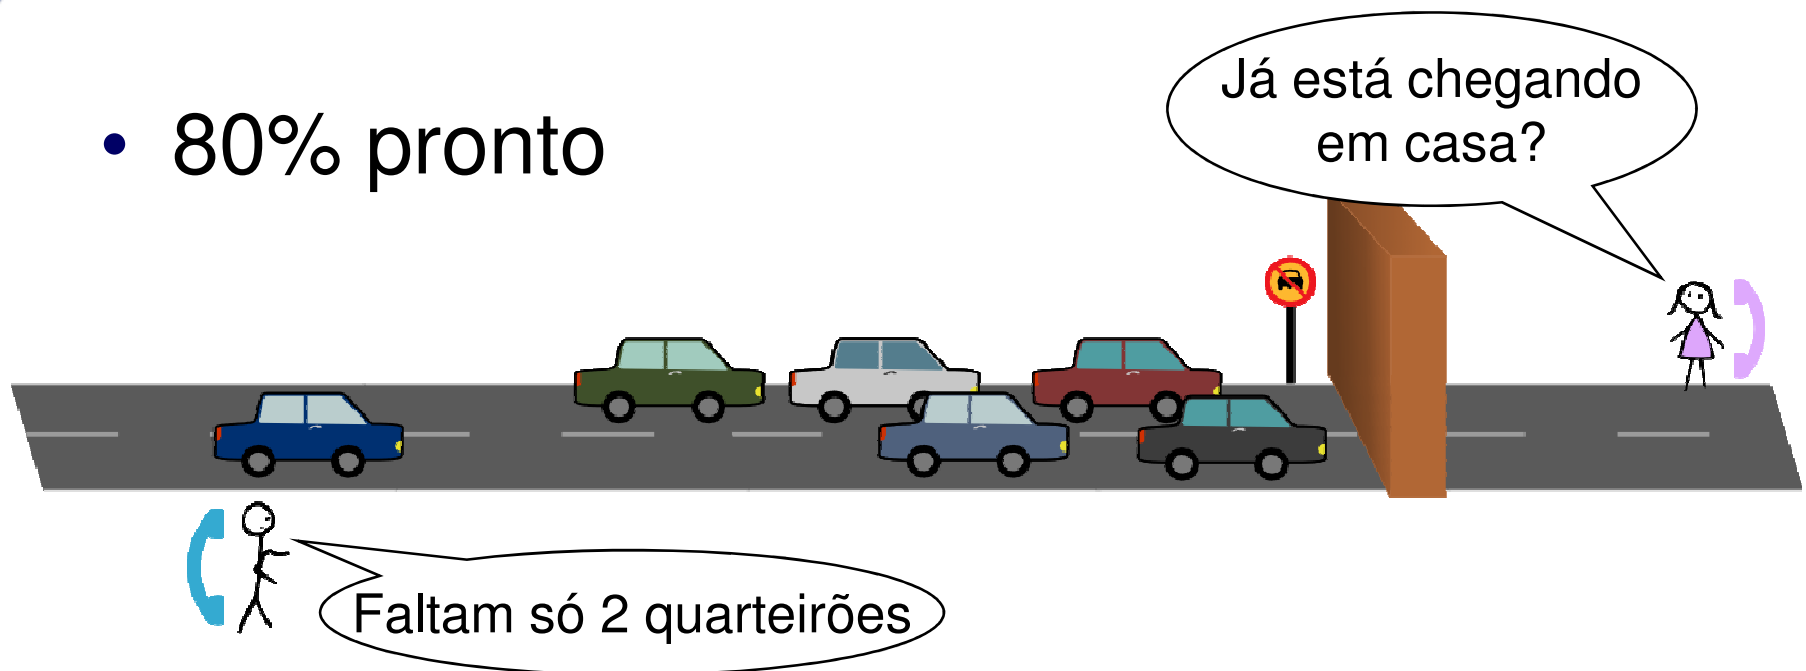 • 80% pronto
Já está chegando
em casa?
Faltam só 2 quarteirões